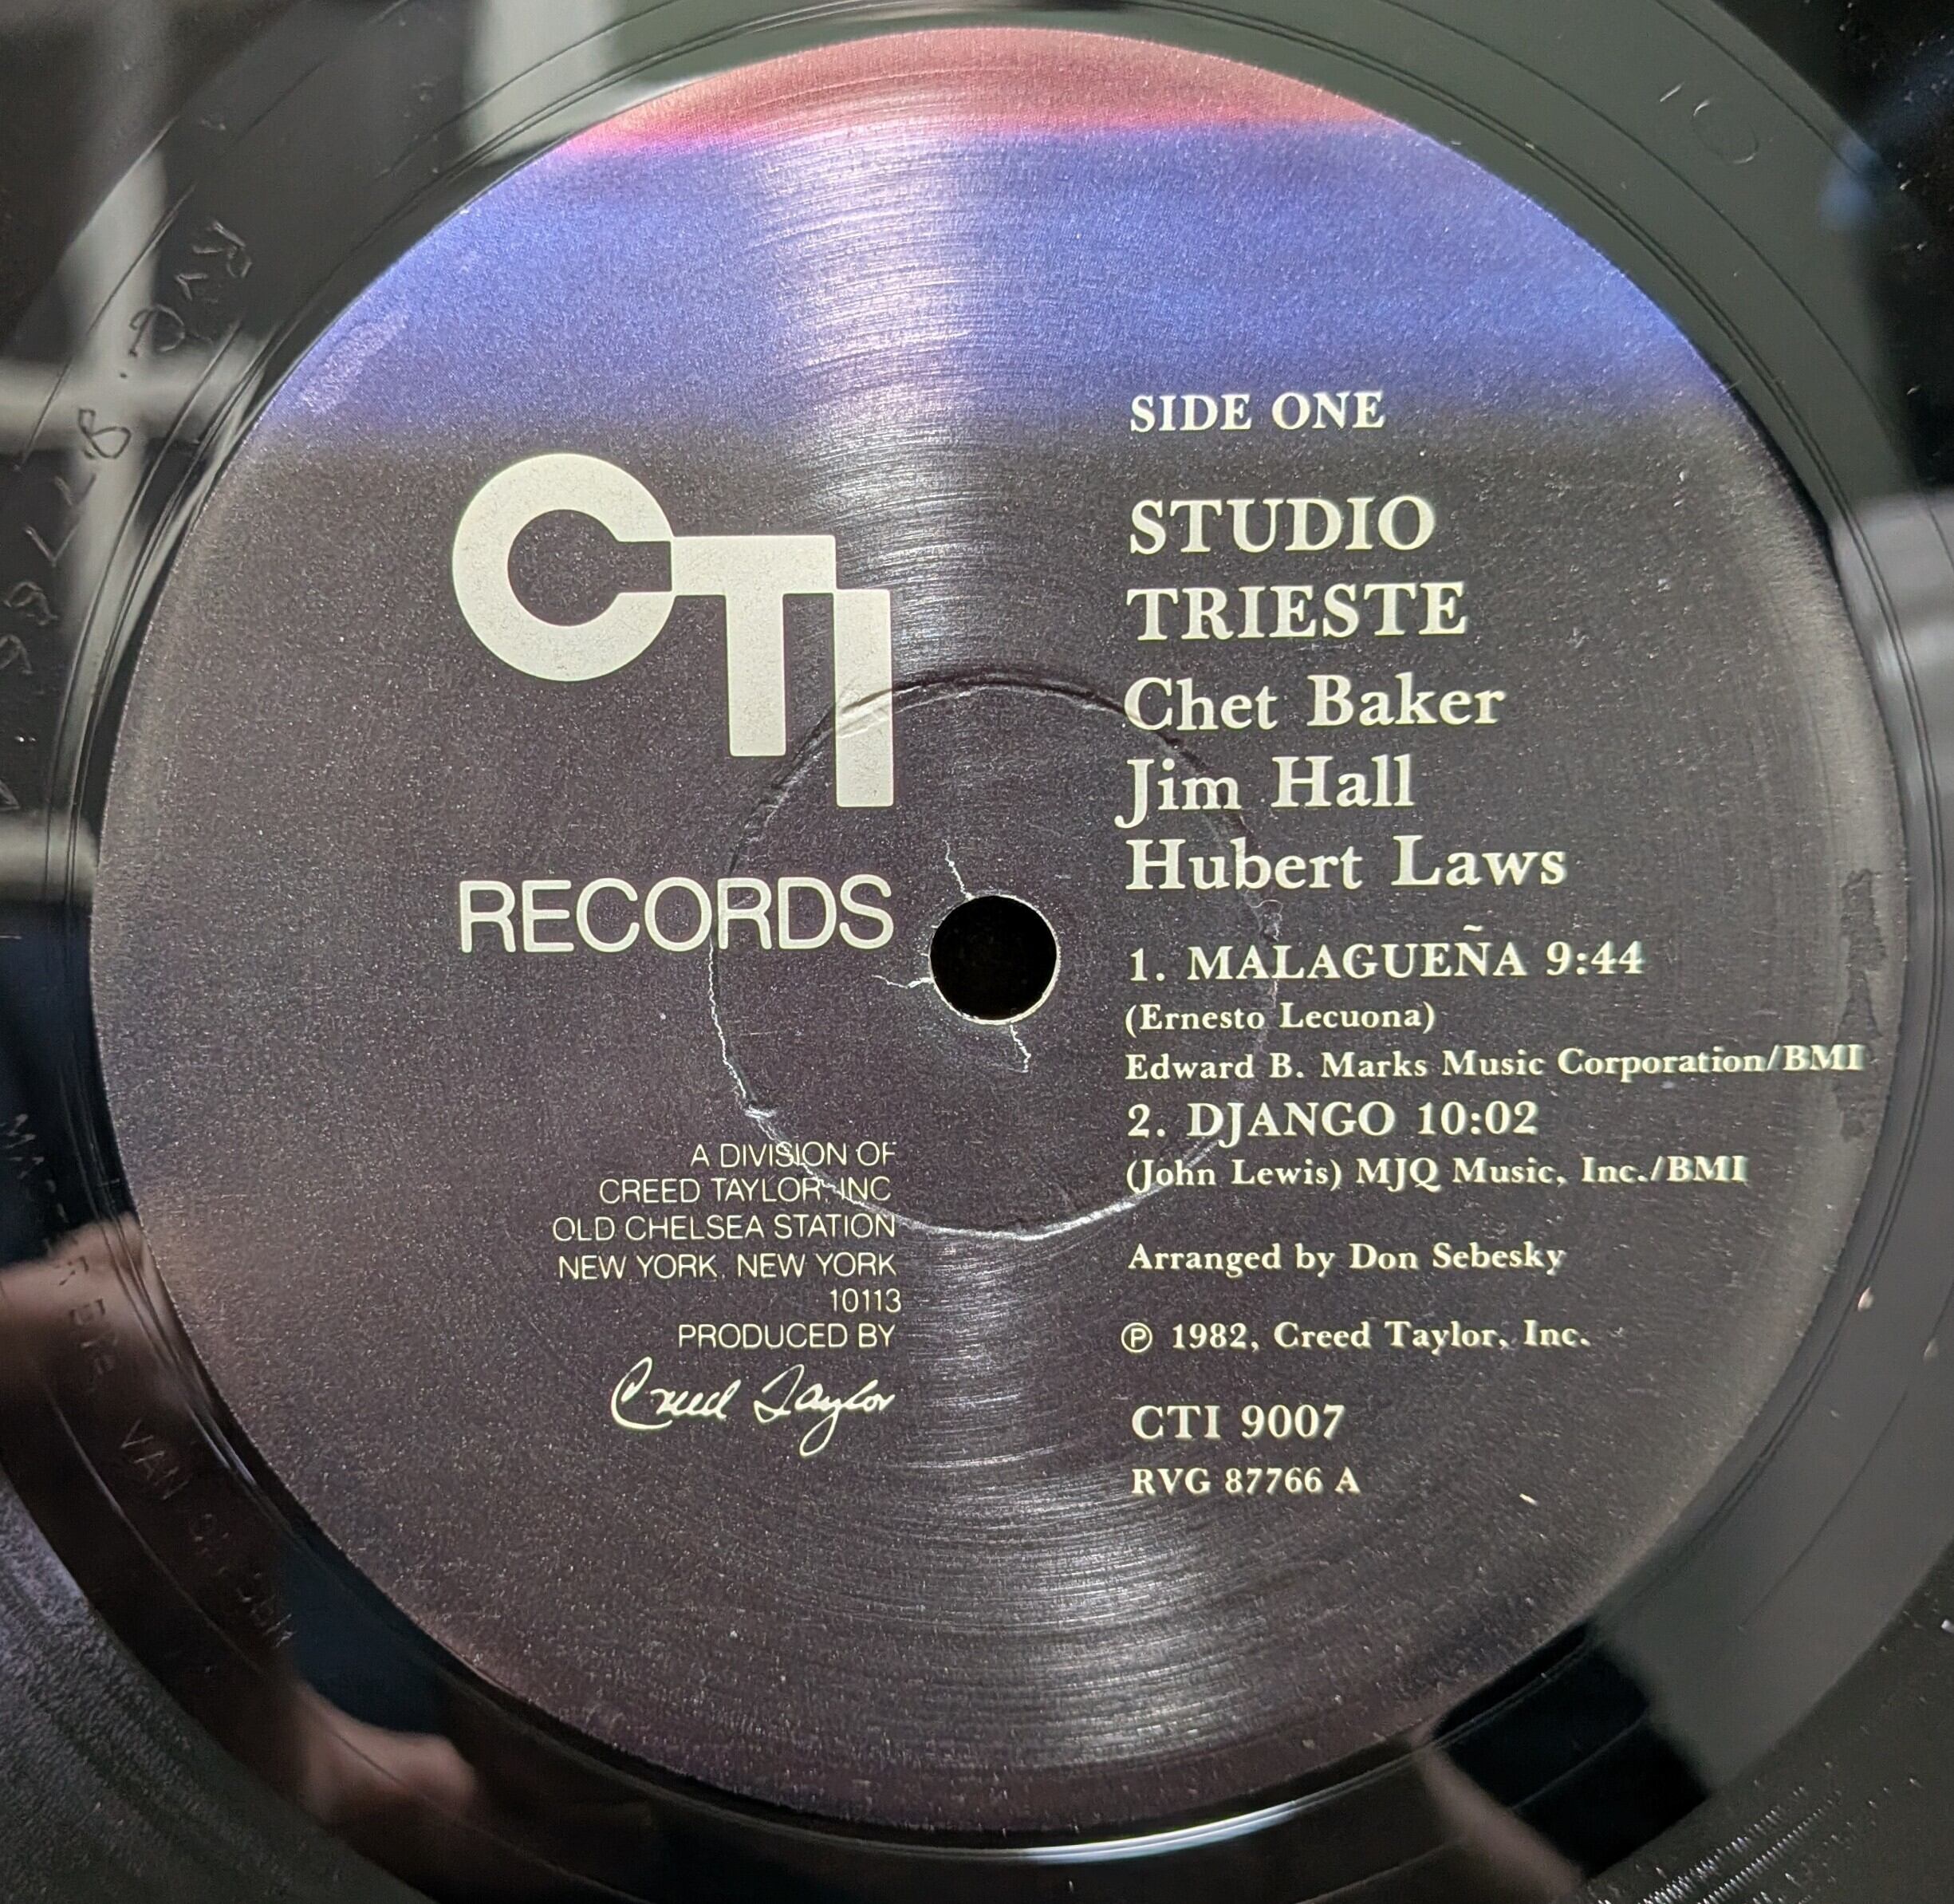 CTI
RECORDS
A DIVISION OF
CREED TAYLOR, INC
OLD CHELSEA STATION
NEW YORK, NEW YORK
10113
PRODUCED BY
Creed Taylor
SIDE ONE
STUDIO
TRIESTE
Chet Baker
Jim Hall
Hubert Laws
1. MALAGUEÑA 9:44
(Ernesto Lecuona)
Edward B. Marks Music Corporation/BMI
2. DJANGO 10:02
(John Lewis) MJQ Music, Inc./BMI
Arranged by Don Sebesky
℗ 1982, Creed Taylor, Inc.
CTI 9007
RVG 87766 A